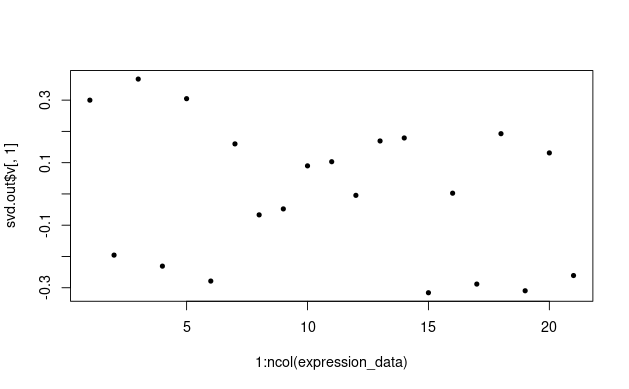 0.3
0.1
-0.1
-0.3
svd.out$v[, 1]
5 10 15 20
1:ncol(expression_data)